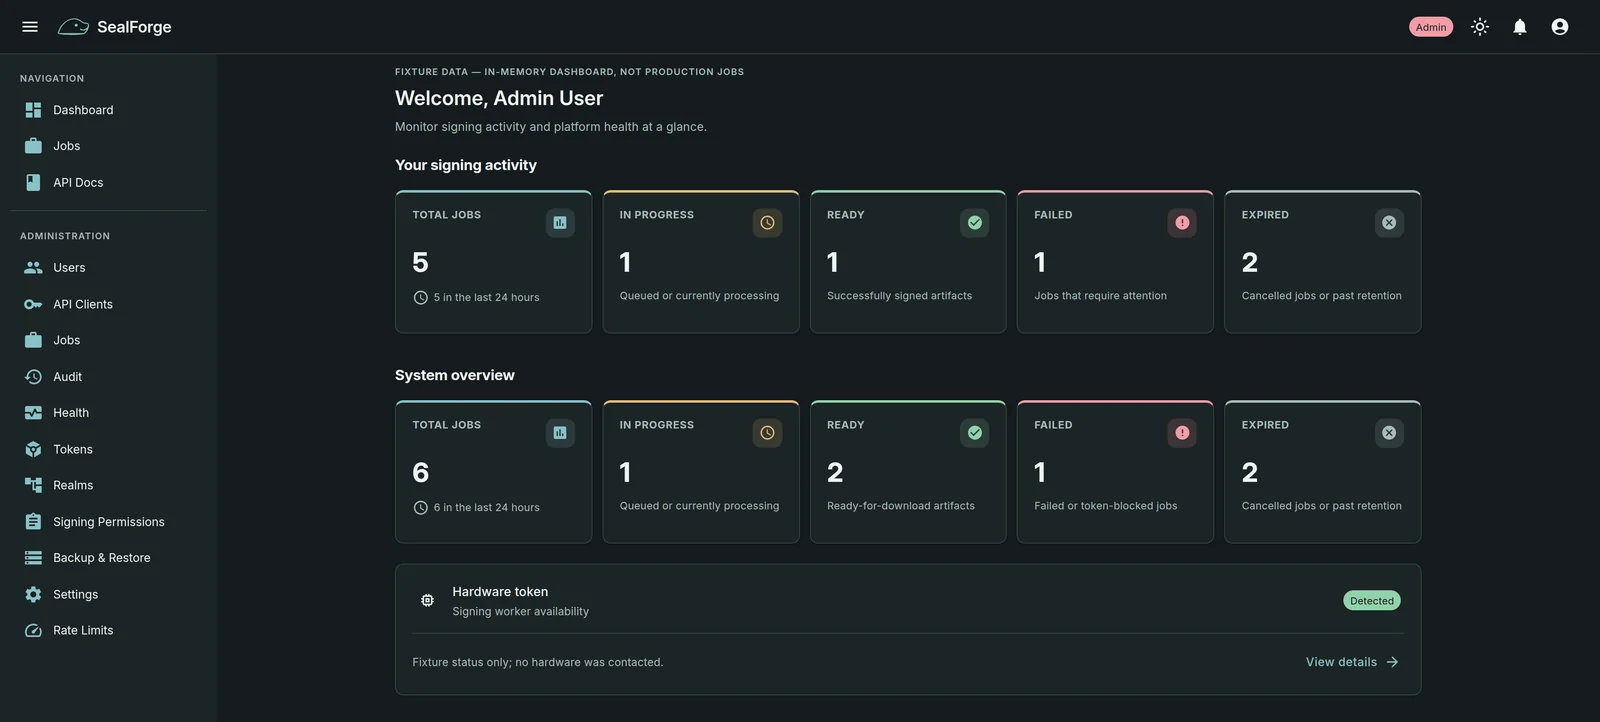 SealForge
Admin
NAVIGATION
Dashboard
Jobs
API Docs
ADMINISTRATION
Users
API Clients
Jobs
Audit
Health
Tokens
Realms
Signing Permissions
Backup & Restore
Settings
Rate Limits
FIXTURE DATA — IN-MEMORY DASHBOARD, NOT PRODUCTION JOBS
Welcome, Admin User
Monitor signing activity and platform health at a glance.
Your signing activity
TOTAL JOBS
5
5 in the last 24 hours
IN PROGRESS
1
Queued or currently processing
READY
1
Successfully signed artifacts
FAILED
1
Jobs that require attention
EXPIRED
2
Cancelled jobs or past retention
System overview
TOTAL JOBS
6
6 in the last 24 hours
IN PROGRESS
1
Queued or currently processing
READY
2
Ready-for-download artifacts
FAILED
1
Failed or token-blocked jobs
EXPIRED
2
Cancelled jobs or past retention
Hardware token
Signing worker availability
Detected
Fixture status only; no hardware was contacted.
View details